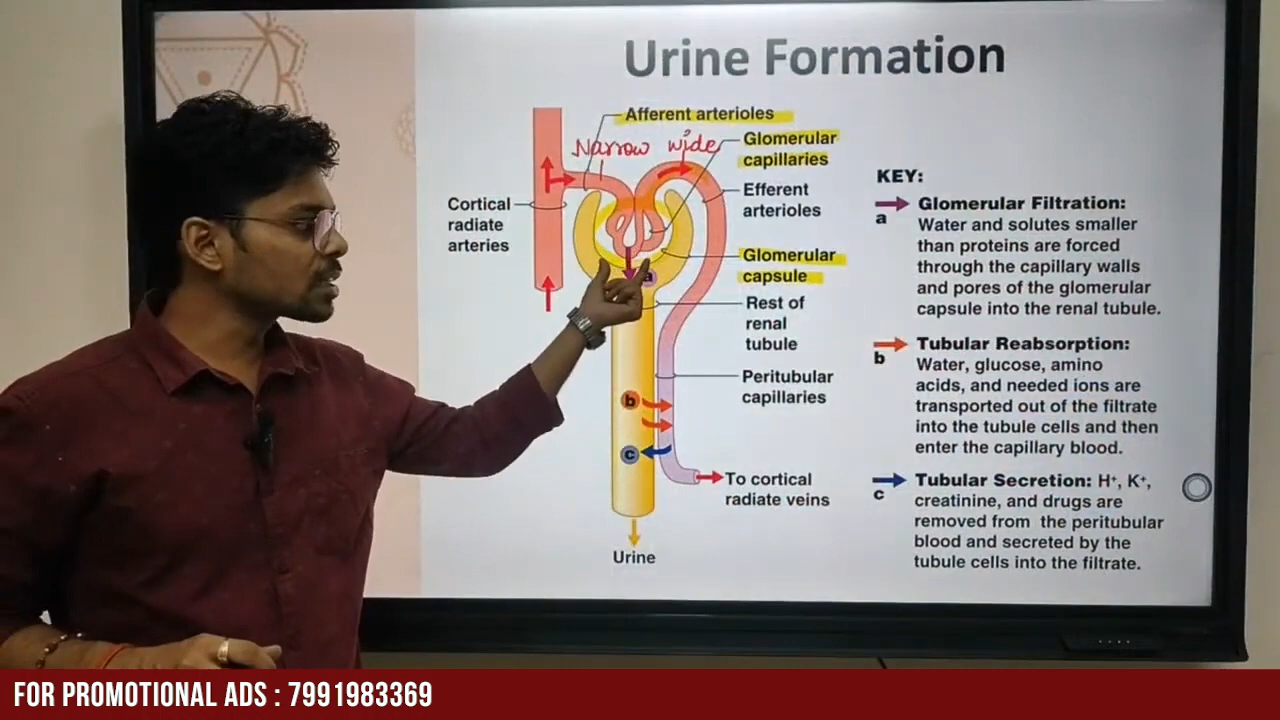 Urine Formation
Afferent arterioles
Narrow wide
Glomerular
capillaries
Cortical
radiate
arteries
Efferent
arterioles
Glomerular
capsule
a
Rest of
renal
tubule
Peritubular
capillaries
b
c
To cortical
radiate veins
Urine
KEY:
a
Glomerular Filtration:
Water and solutes smaller
than proteins are forced
through the capillary walls
and pores of the glomerular
capsule into the renal tubule.
b
Tubular Reabsorption:
Water, glucose, amino
acids, and needed ions are
transported out of the filtrate
into the tubule cells and then
enter the capillary blood.
c
Tubular Secretion: H⁺, K⁺,
creatinine, and drugs are
removed from the peritubular
blood and secreted by the
tubule cells into the filtrate.
FOR PROMOTIONAL ADS : 7991983369